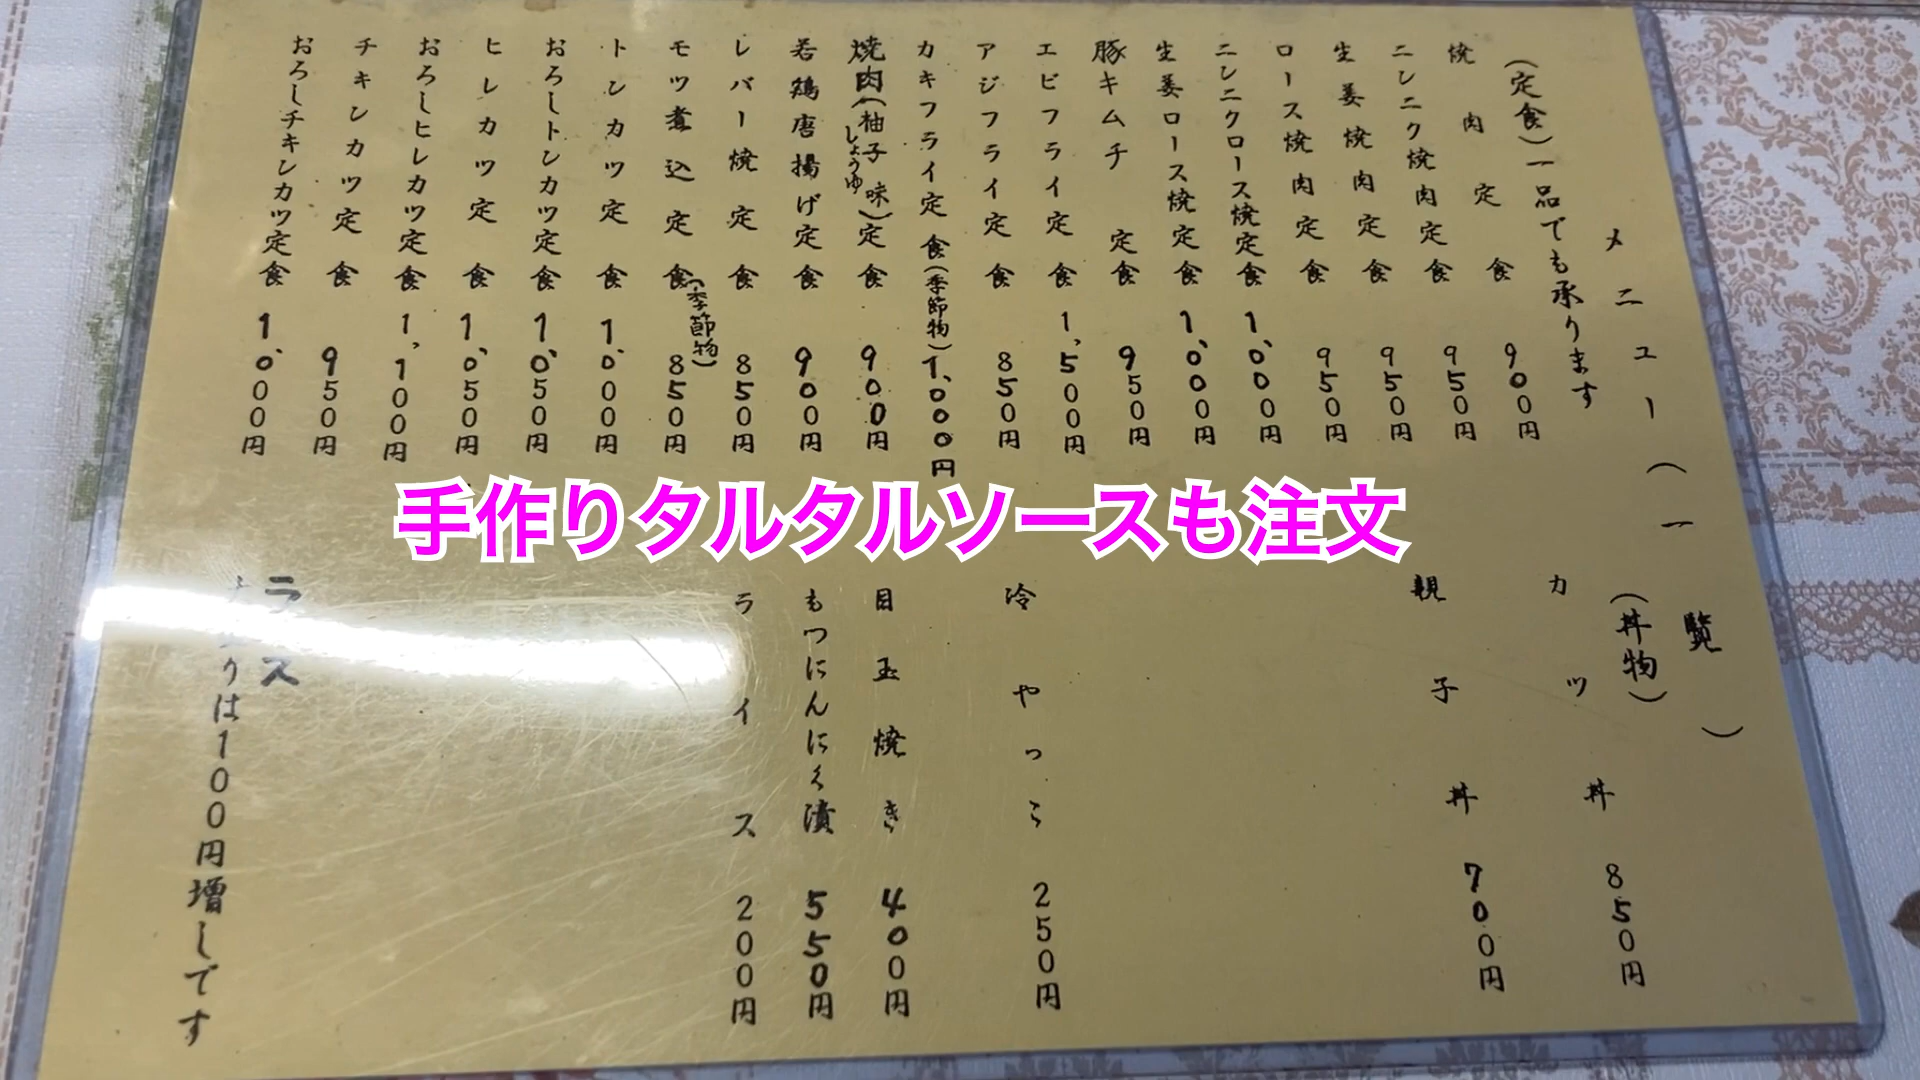 メニュー(一覧)
(定食)一品でも承ります
焼肉定食 900円
ニンニク焼肉定食 950円
生姜焼肉定食 950円
ロース焼肉定食 950円
ニンニクロース焼定食 1,000円
生姜ロース焼定食 1,000円
豚キムチ定食 950円
エビフライ定食 1,500円
アジフライ定食 850円
カキフライ定食(季節物) 1,000円
焼肉(柚子味)定食 900円
しょうゆ
若鶏唐揚げ定食 900円
レバー焼定食 850円
モツ煮込定食(季節物) 850円
トンカツ定食 1,000円
おろしトンカツ定食 1,050円
ヒレカツ定食 1,050円
おろしヒレカツ定食 1,100円
チキンカツ定食 950円
おろしチキンカツ定食 1,000円
手作りタルタルソースも注文
(丼物)
カツ丼 850円
親子丼 700円
冷やっこ 250円
目玉焼き 400円
もつにんにく漬 550円
ライス 200円
ラ ス
りは100円増しです